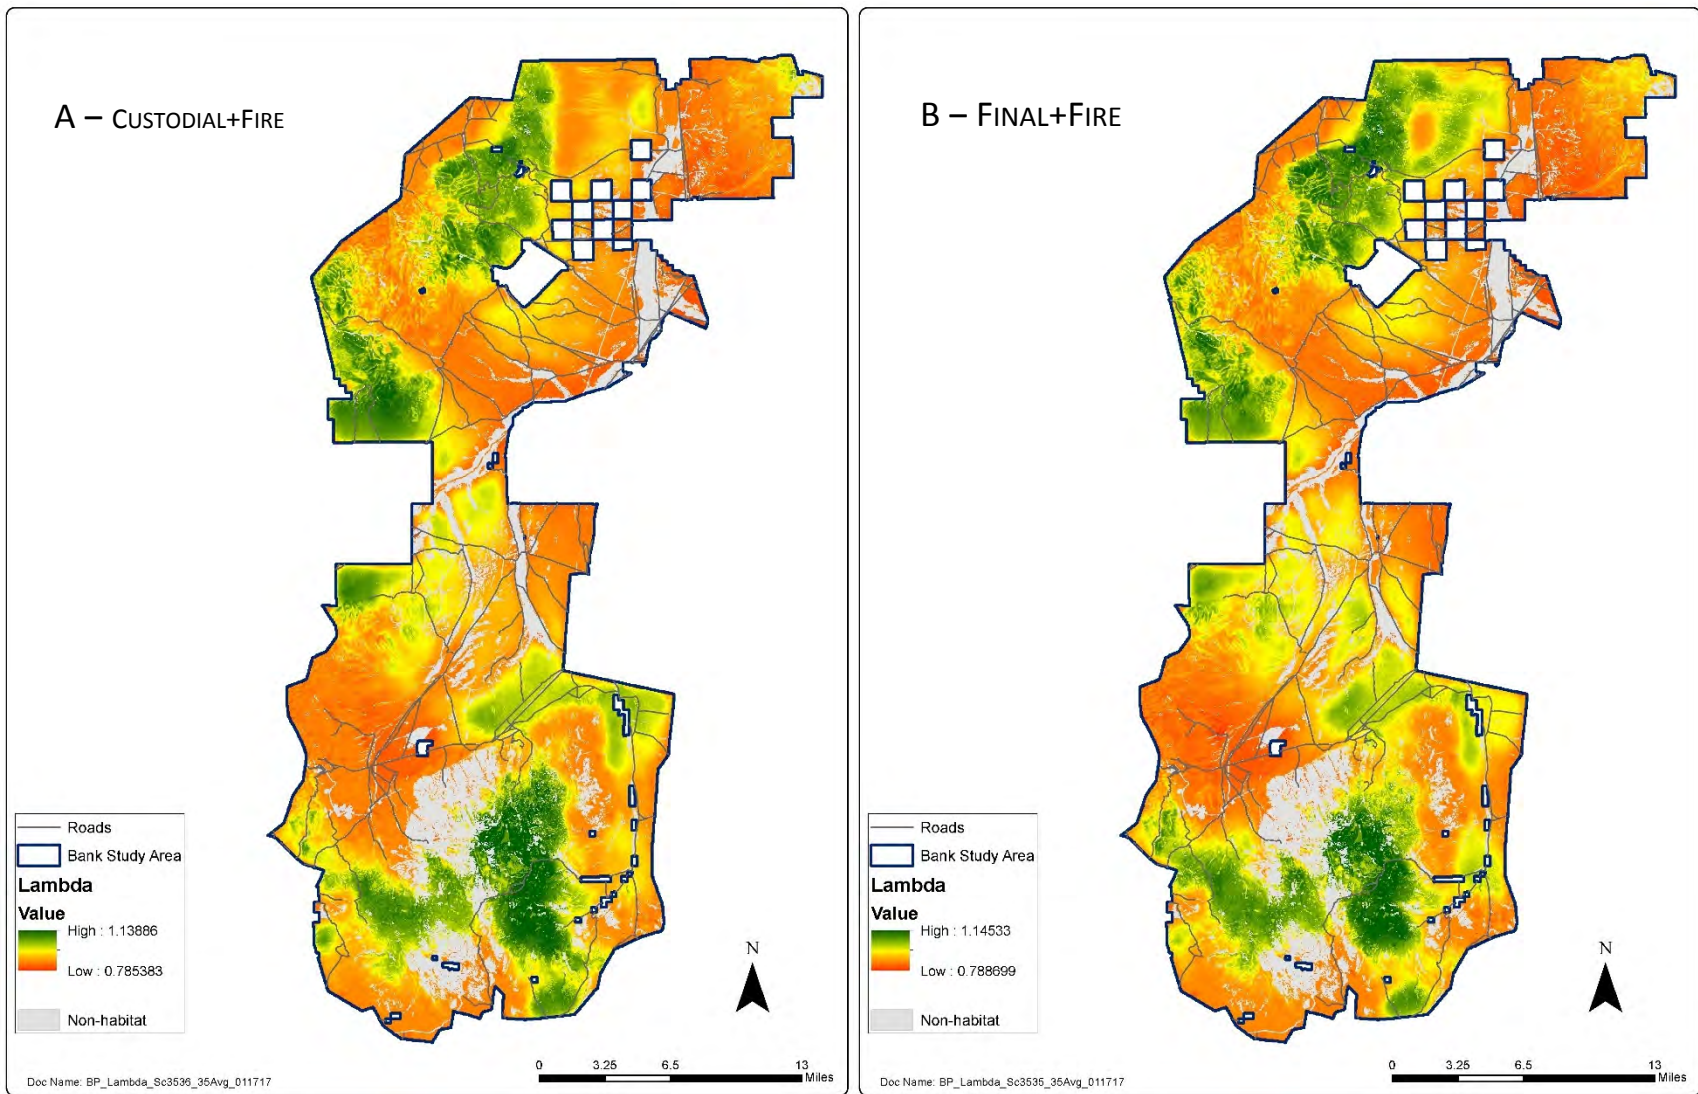 A – CUSTODIAL+FIRE
Roads
Bank Study Area
Lambda
Value
High : 1.13886
Low : 0.785383
Non-habitat
N
0 3.25 6.5 13
Miles
Doc Name: BP_Lambda_Sc3536_35Avg_011717
B – FINAL+FIRE
Roads
Bank Study Area
Lambda
Value
High : 1.14533
Low : 0.788699
Non-habitat
N
0 3.25 6.5 13
Miles
Doc Name: BP_Lambda_Sc3535_35Avg_011717